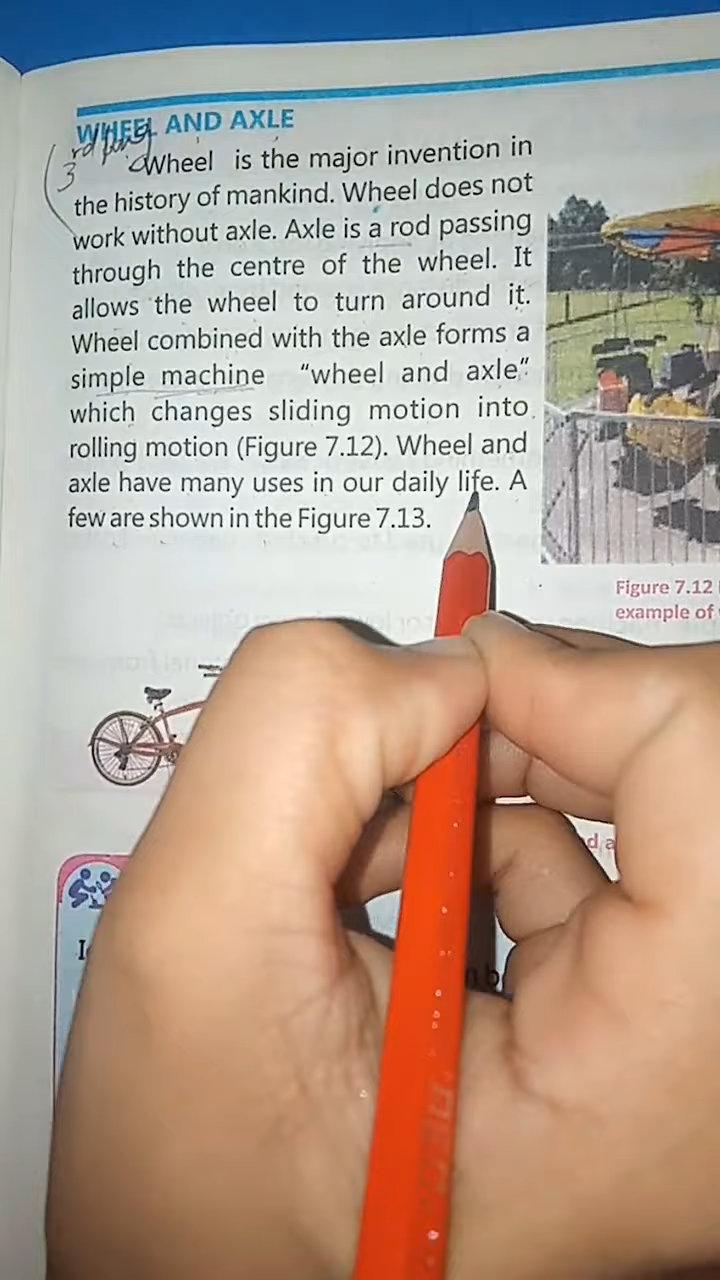 WHEEL AND AXLE
3rd
Wheel is the major invention in
the history of mankind. Wheel does not
work without axle. Axle is a rod passing
through the centre of the wheel. It
allows the wheel to turn around it.
Wheel combined with the axle forms a
simple machine “wheel and axle”
which changes sliding motion into
rolling motion (Figure 7.12). Wheel and
axle have many uses in our daily life. A
few are shown in the Figure 7.13.
Figure 7.12
example of